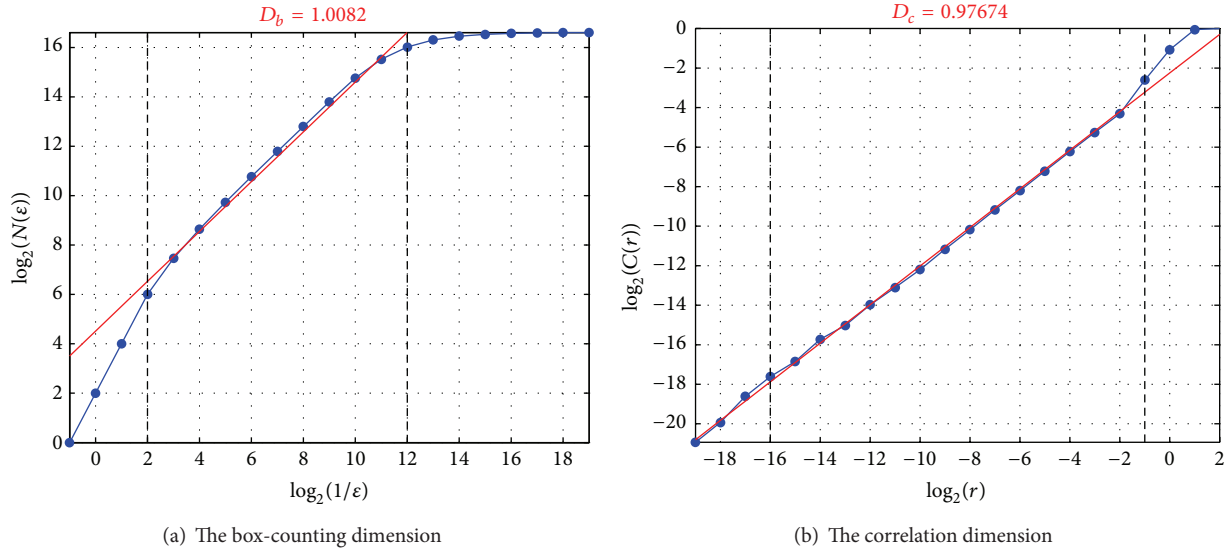 D_b = 1.0082
16
14
12
10
8
6
4
2
0
log₂(N(ε))
0 2 4 6 8 10 12 14 16 18
log₂(1/ε)
(a) The box-counting dimension
D_c = 0.97674
0
−2
−4
−6
−8
−10
−12
−14
−16
−18
−20
log₂(C(r))
−18 −16 −14 −12 −10 −8 −6 −4 −2 0 2
log₂(r)
(b) The correlation dimension